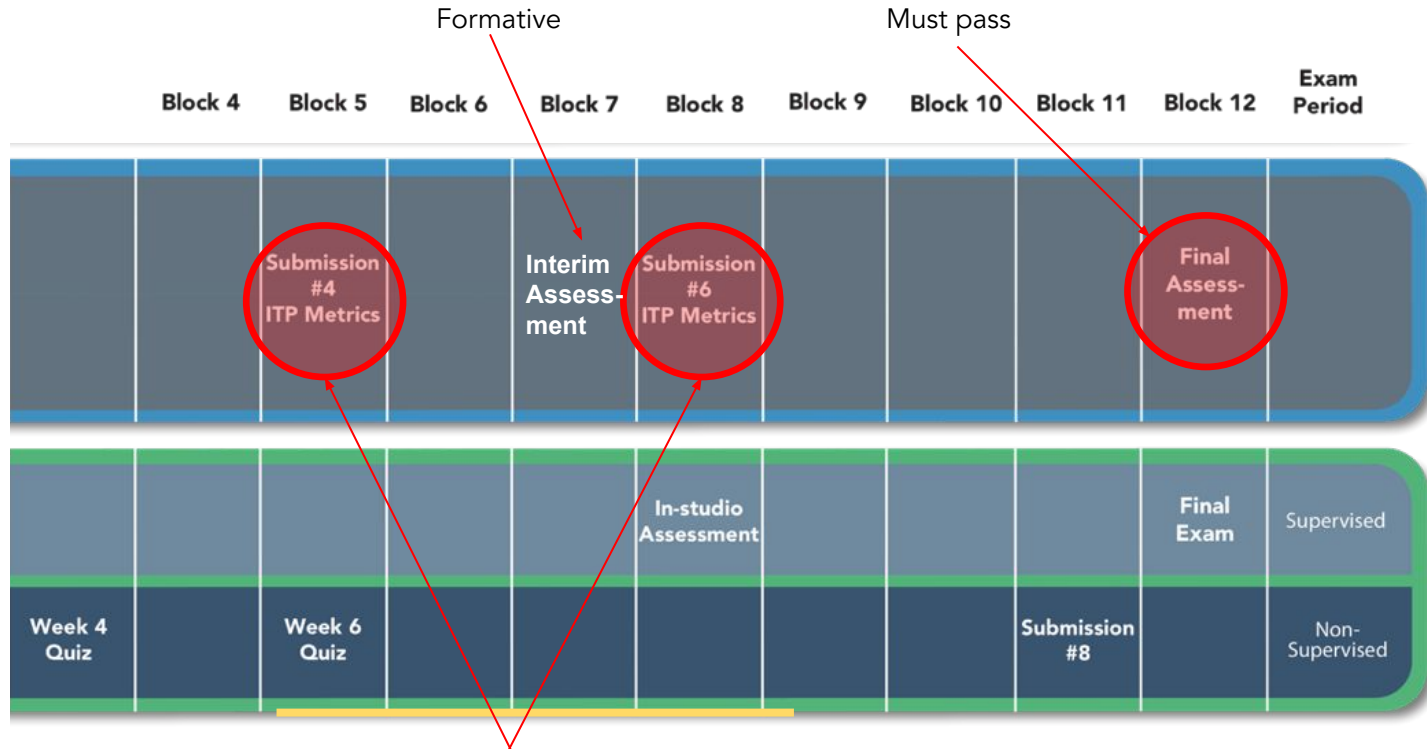 Formative
Must pass
Block 4
Block 5
Block 6
Block 7
Block 8
Block 9
Block 10
Block 11
Block 12
Exam
Period
Submission
#4
ITP Metrics
Interim
Assess-
ment
Submission
#6
ITP Metrics
Final
Assess-
ment
In-studio
Assessment
Final
Exam
Supervised
Week 4
Quiz
Week 6
Quiz
Submission
#8
Non-
Supervised